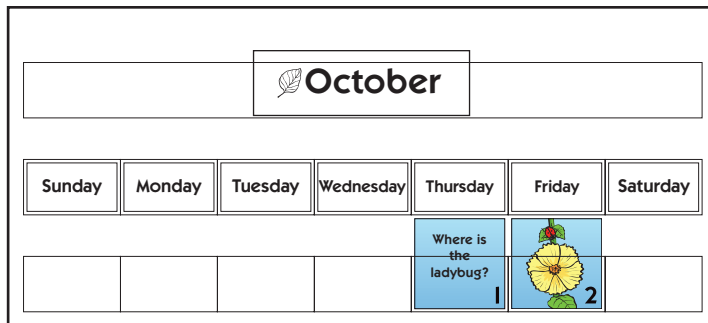 October
Sunday Monday Tuesday Wednesday Thursday Friday Saturday
Where is
the
ladybug?
1
2